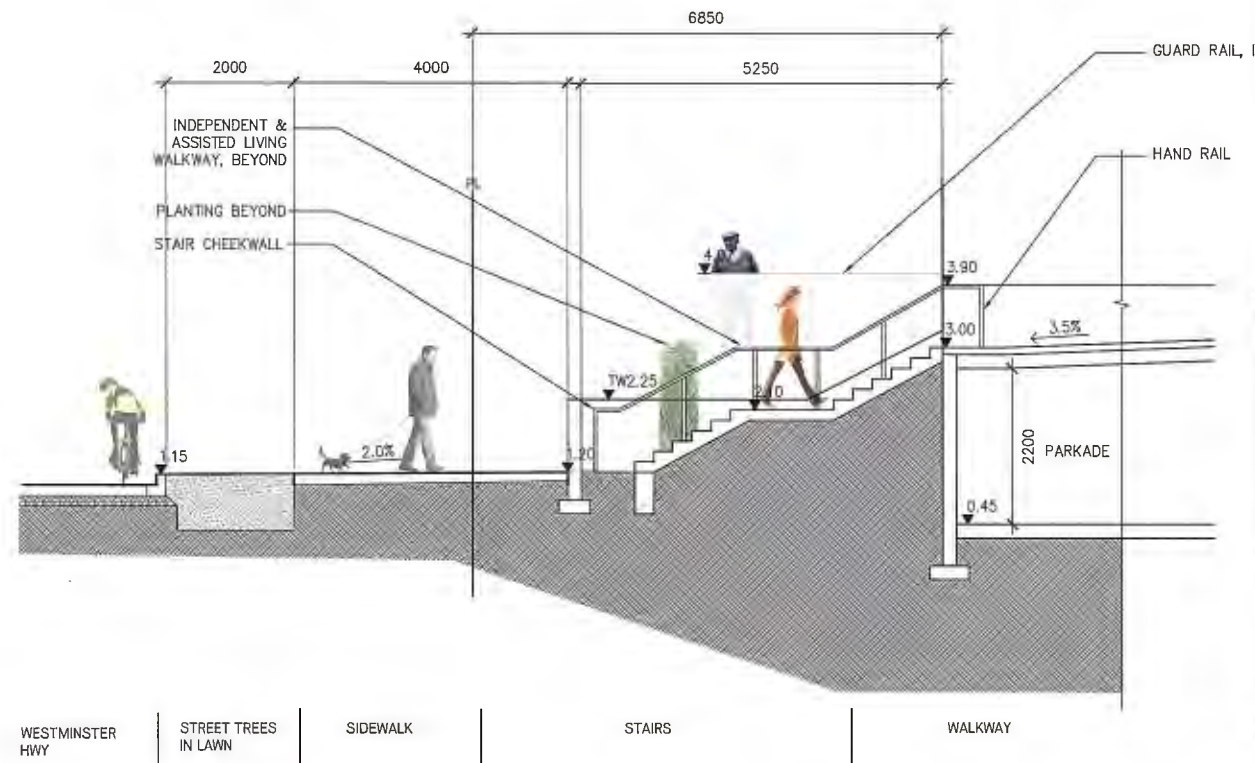 6850
2000
4000
5250
GUARD RAIL,
INDEPENDENT &
ASSISTED LIVING
WALKWAY, BEYOND
HAND RAIL
PL
PLANTING BEYOND
STAIR CHEEKWALL
3.90
3.00
3.5%
TW2.25
2.10
1.15
2.0%
1.20
2200
PARKADE
0.45
WESTMINSTER
HWY
STREET TREES
IN LAWN
SIDEWALK
STAIRS
WALKWAY